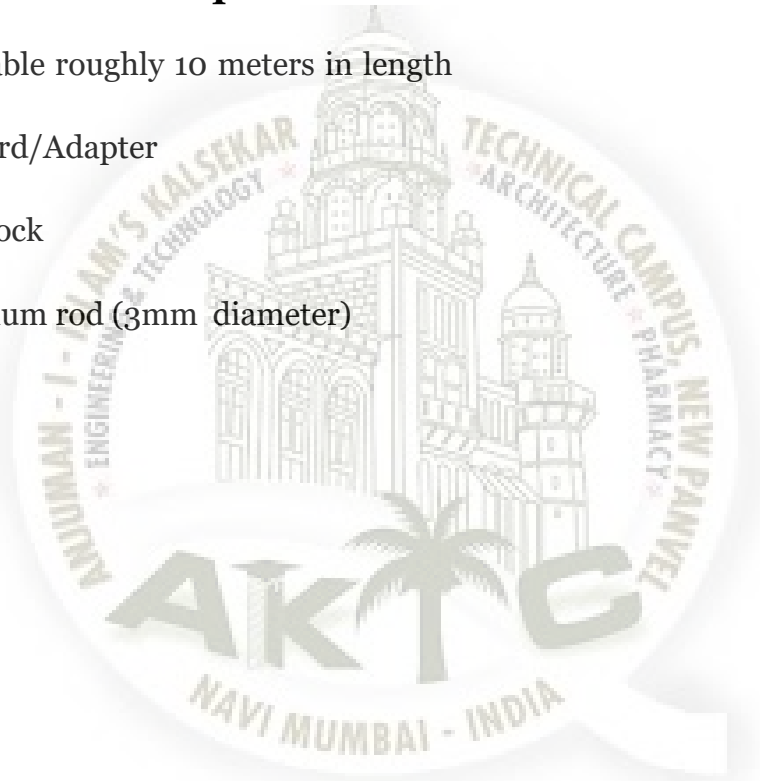 ble roughly 10 meters in length
rd/Adapter
ock
um rod (3mm diameter)
ANJUMAN - I - ISLAM'S KALSEKAR TECHNICAL CAMPUS, NEW PANVEL
ENGINEERING & TECHNOLOGY * ARCHITECTURE * PHARMACY
AKTC
NAVI MUMBAI - INDIA